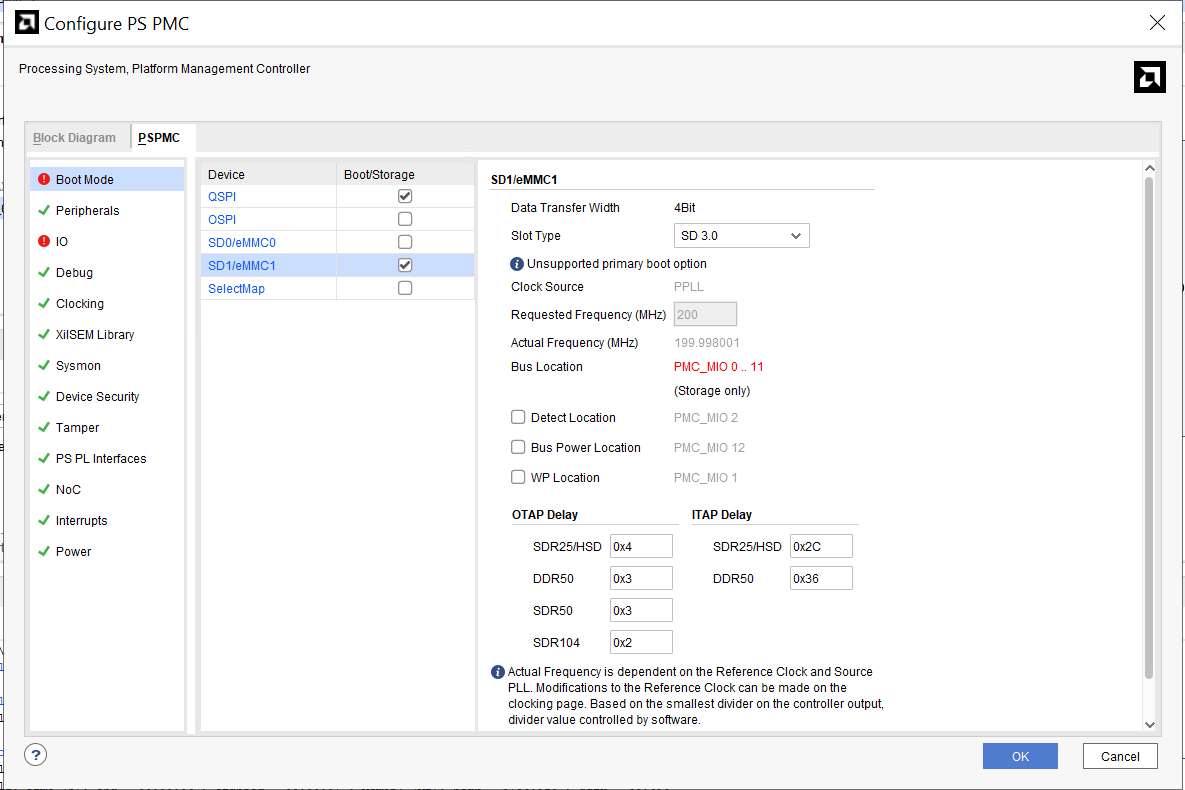 Configure PS PMC
Processing System, Platform Management Controller
Block Diagram
PSPMC
Boot Mode
Peripherals
IO
Debug
Clocking
XilSEM Library
Sysmon
Device Security
Tamper
PS PL Interfaces
NoC
Interrupts
Power
Device Boot/Storage
QSPI
OSPI
SD0/eMMC0
SD1/eMMC1
SelectMap
SD1/eMMC1
Data Transfer Width 4Bit
Slot Type SD 3.0
Unsupported primary boot option
Clock Source PPLL
Requested Frequency (MHz) 200
Actual Frequency (MHz) 199.998001
Bus Location PMC_MIO 0 .. 11
(Storage only)
Detect Location PMC_MIO 2
Bus Power Location PMC_MIO 12
WP Location PMC_MIO 1
OTAP Delay ITAP Delay
SDR25/HSD 0x4 SDR25/HSD 0x2C
DDR50 0x3 DDR50 0x36
SDR50 0x3
SDR104 0x2
Actual Frequency is dependent on the Reference Clock and Source
PLL. Modifications to the Reference Clock can be made on the
clocking page. Based on the smallest divider on the controller output,
divider value controlled by software.
?
OK Cancel